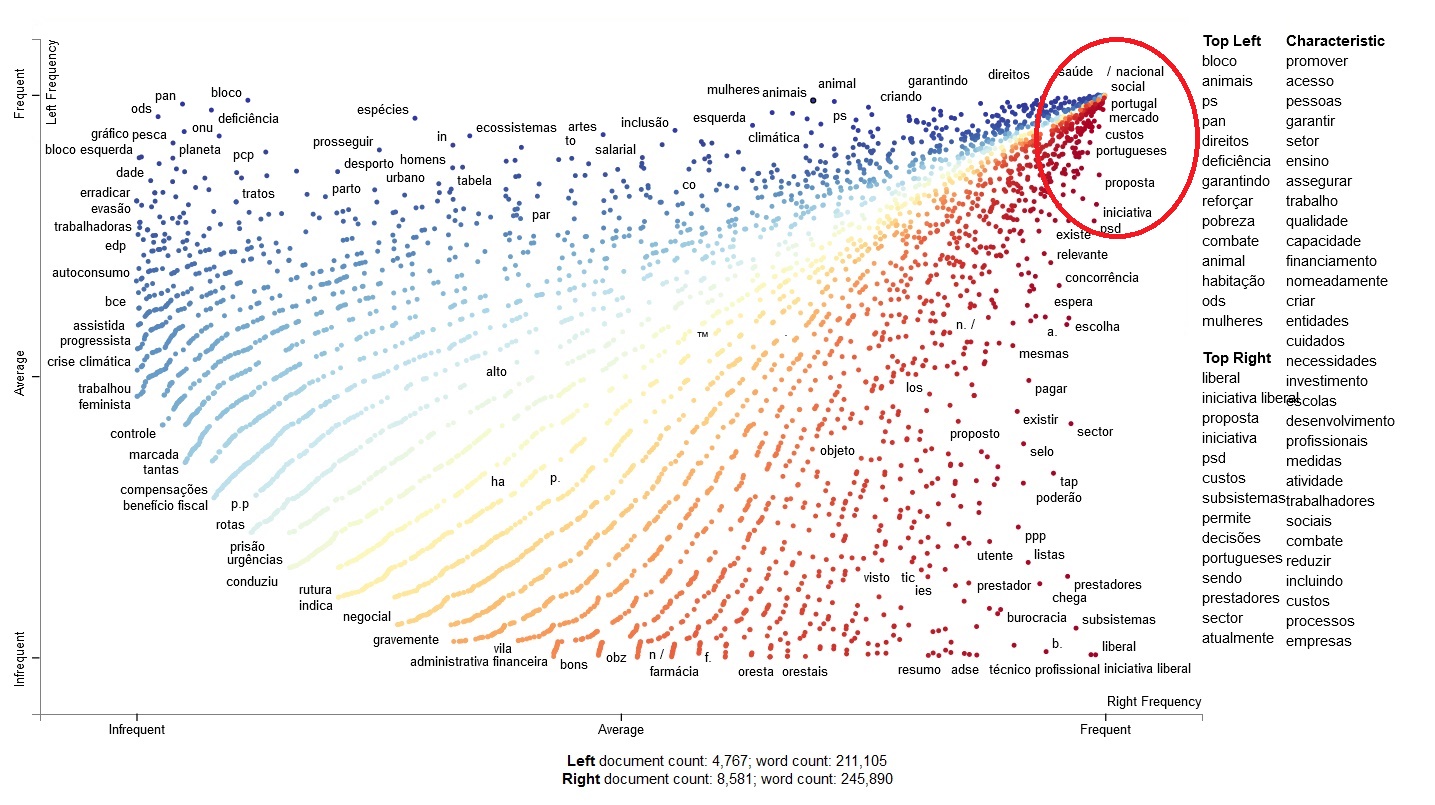 Frequent
Left Frequency
Average
Infrequent
pan
bloco
ods
deficiência
onu
gráfico pesca
bloco esquerda
planeta
pcp
dade
erradicar
tratos
evasão
trabalhadoras
edp
autoconsumo
bce
assistida
progressista
crise climática
trabalhou
feminista
controle
marcada
tantas
compensações
benefício fiscal
p.p
rotas
prisão
urgências
conduziu
rutura
indica
negocial
gravemente
administrativa financeira
vila
bons
obz
n /
farmácia
f.
oresta
orestais
resumo
adse
técnico profissional
iniciativa liberal
espécies
prosseguir
in
ecossistemas
artes
to
inclusão
salarial
desporto
homens
urbano
tabela
parto
par
co
alto
ha
p.
™
mulheres
animais
animal
esquerda
ps
climática
criando
garantindo
direitos
saúde
/ nacional
social
portugal
mercado
custos
portugueses
proposta
iniciativa
psd
existe
relevante
concorrência
espera
escolha
n. /
a.
mesmas
los
pagar
existir
sector
proposto
objeto
selo
tap
poderão
ppp
utente
listas
visto
tic
ies
prestador
prestadores
chega
burocracia
subsistemas
b.
liberal
Right Frequency
Infrequent
Average
Frequent
Top Left
bloco
animais
ps
pan
direitos
deficiência
garantindo
reforçar
pobreza
combate
animal
habitação
ods
mulheres
Top Right
liberal
iniciativa liberal
proposta
iniciativa
psd
custos
subsistemas
permite
decisões
portugueses
sendo
prestadores
sector
atualmente
Characteristic
promover
acesso
pessoas
garantir
setor
ensino
assegurar
trabalho
qualidade
capacidade
financiamento
nomeadamente
criar
entidades
cuidados
necessidades
investimento
escolas
desenvolvimento
profissionais
medidas
atividade
trabalhadores
sociais
combate
reduzir
incluindo
custos
processos
empresas
Left document count: 4,767; word count: 211,105
Right document count: 8,581; word count: 245,890